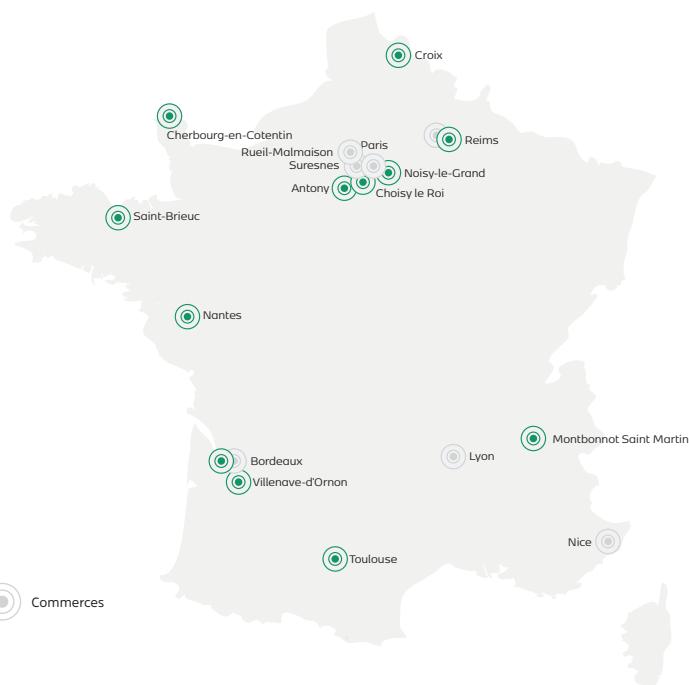 Croix
Cherbourg-en-Cotentin
Paris
Reims
Rueil-Malmaison
Suresnes
Noisy-le-Grand
Antony
Choisy le Roi
Saint-Brieuc
Nantes
Montbonnot Saint Martin
Lyon
Bordeaux
Villenave-d'Ornon
Nice
Toulouse
Commerces